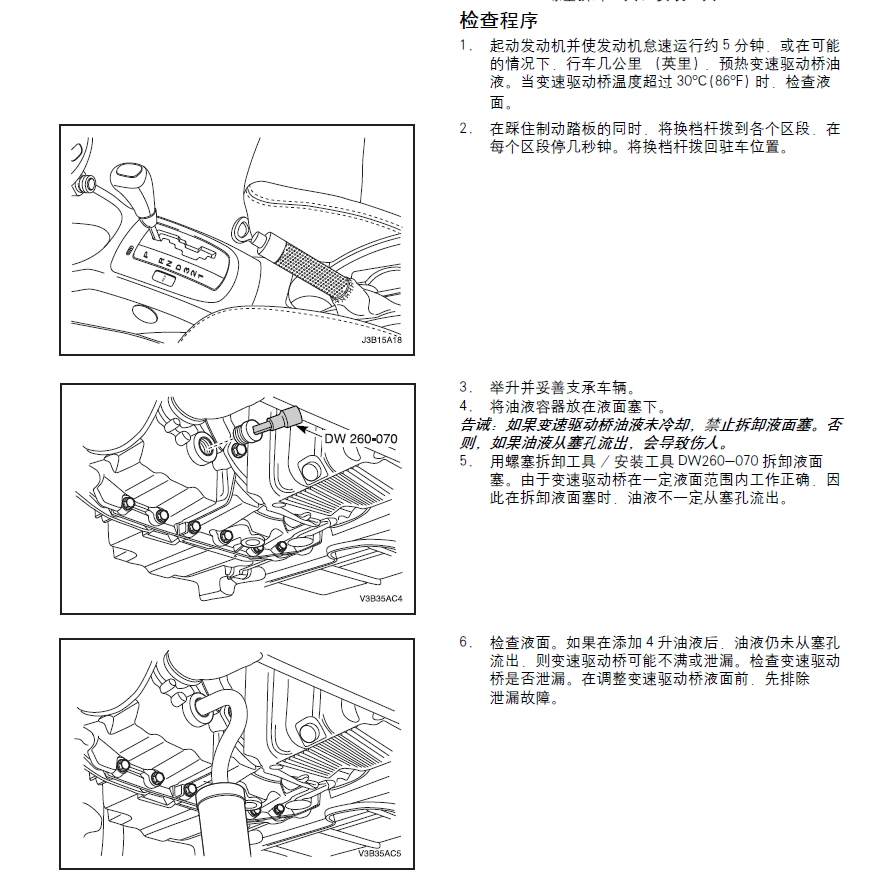 检查程序
1. 起动发动机并使发动机怠速运行约 5 分钟，或在可能
的情况下，行车几公里 （英里），预热变速驱动桥油
液。当变速驱动桥温度超过 30ºC(86ºF) 时，检查液
面。
2. 在踩住制动踏板的同时，将换档杆拨到各个区段，在
每个区段停几秒钟。将换档杆拨回驻车位置。
P R N D 3 2 1
J3B15A18
3. 举升并妥善支承车辆。
4. 将油液容器放在液面塞下。
告诫：如果变速驱动桥油液未冷却，禁止拆卸液面塞。否
则，如果油液从塞孔流出，会导致伤人。
5. 用螺塞拆卸工具 / 安装工具 DW260—070 拆卸液面
塞。由于变速驱动桥在一定液面范围内工作正确，因
此在拆卸液面塞时，油液不一定从塞孔流出。
DW 260-070
V3B35AC4
6. 检查液面。如果在添加 4 升油液后，油液仍未从塞孔
流出，则变速驱动桥可能不满或泄漏。检查变速驱动
桥是否泄漏。在调整变速驱动桥液面前，先排除
泄漏故障。
V3B35AC5